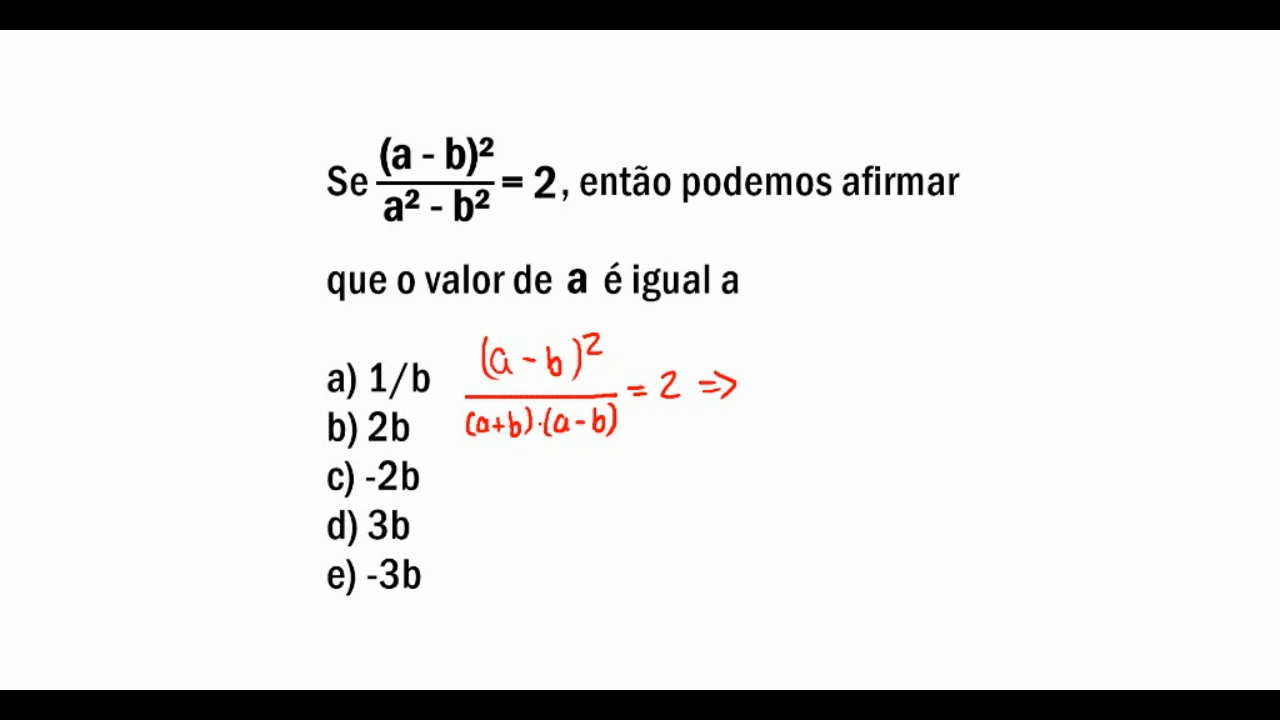 Se (a - b)² / a² - b² = 2, então podemos afirmar
que o valor de a é igual a
a) 1/b
(a - b)² / (a+b)·(a-b) = 2 =>
b) 2b
c) -2b
d) 3b
e) -3b